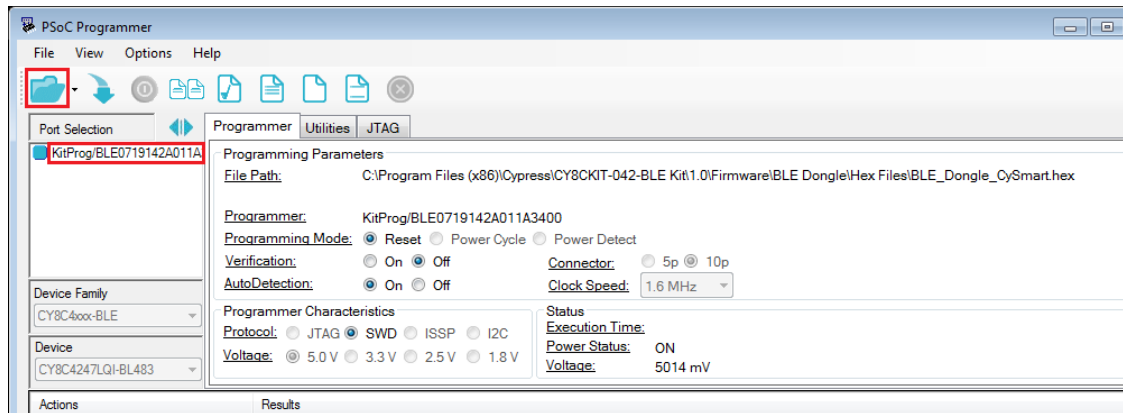 PSoC Programmer
File View Options Help
Port Selection
KitProg/BLE0719142A011A
Programmer Utilities JTAG
Programming Parameters
File Path: C:\Program Files (x86)\Cypress\CY8CKIT-042-BLE Kit\1.0\Firmware\BLE Dongle\Hex Files\BLE_Dongle_CySmart.hex
Programmer: KitProg/BLE0719142A011A3400
Programming Mode: Reset Power Cycle Power Detect
Verification: On Off Connector: 5p 10p
AutoDetection: On Off Clock Speed: 1.6 MHz
Device Family
CY8C4xxx-BLE
Device
CY8C4247LQI-BL483
Programmer Characteristics
Protocol: JTAG SWD ISSP I2C
Voltage: 5.0 V 3.3 V 2.5 V 1.8 V
Status
Execution Time:
Power Status: ON
Voltage: 5014 mV
Actions Results